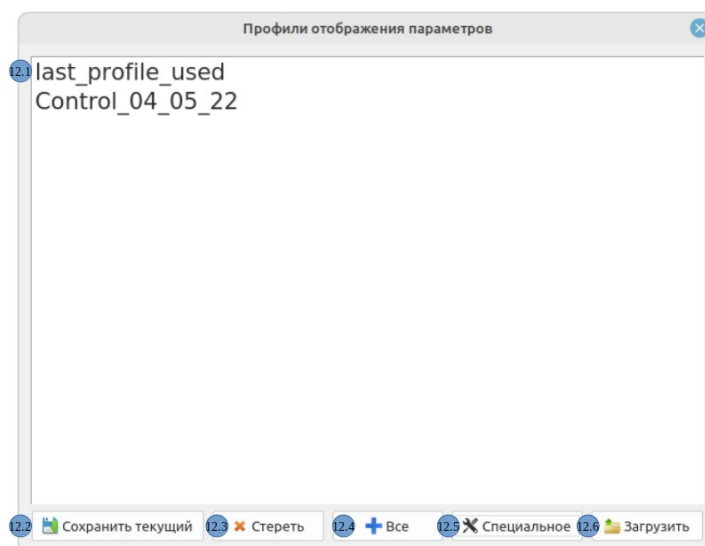 Профили отображения параметров
12.1 last_profile_used
Control_04_05_22
12.2 Сохранить текущий 12.3 Стереть 12.4 Все 12.5 Специальное 12.6 Загрузить